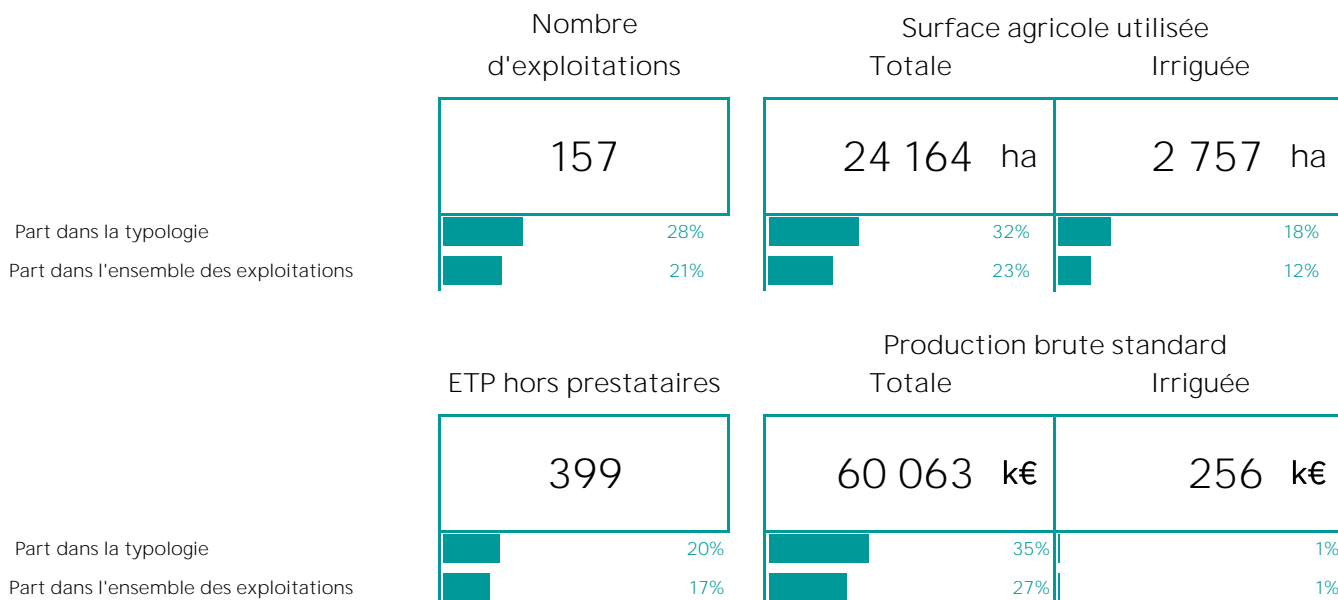 Nombre
d'exploitations
Surface agricole utilisée
Totale Irriguée
157 24 164 ha 2 757 ha
Part dans la typologie 28% 32% 18%
Part dans l'ensemble des exploitations 21% 23% 12%
Production brute standard
ETP hors prestataires Totale Irriguée
399 60 063 k€ 256 k€
Part dans la typologie 20% 35% 1%
Part dans l'ensemble des exploitations 17% 27% 1%